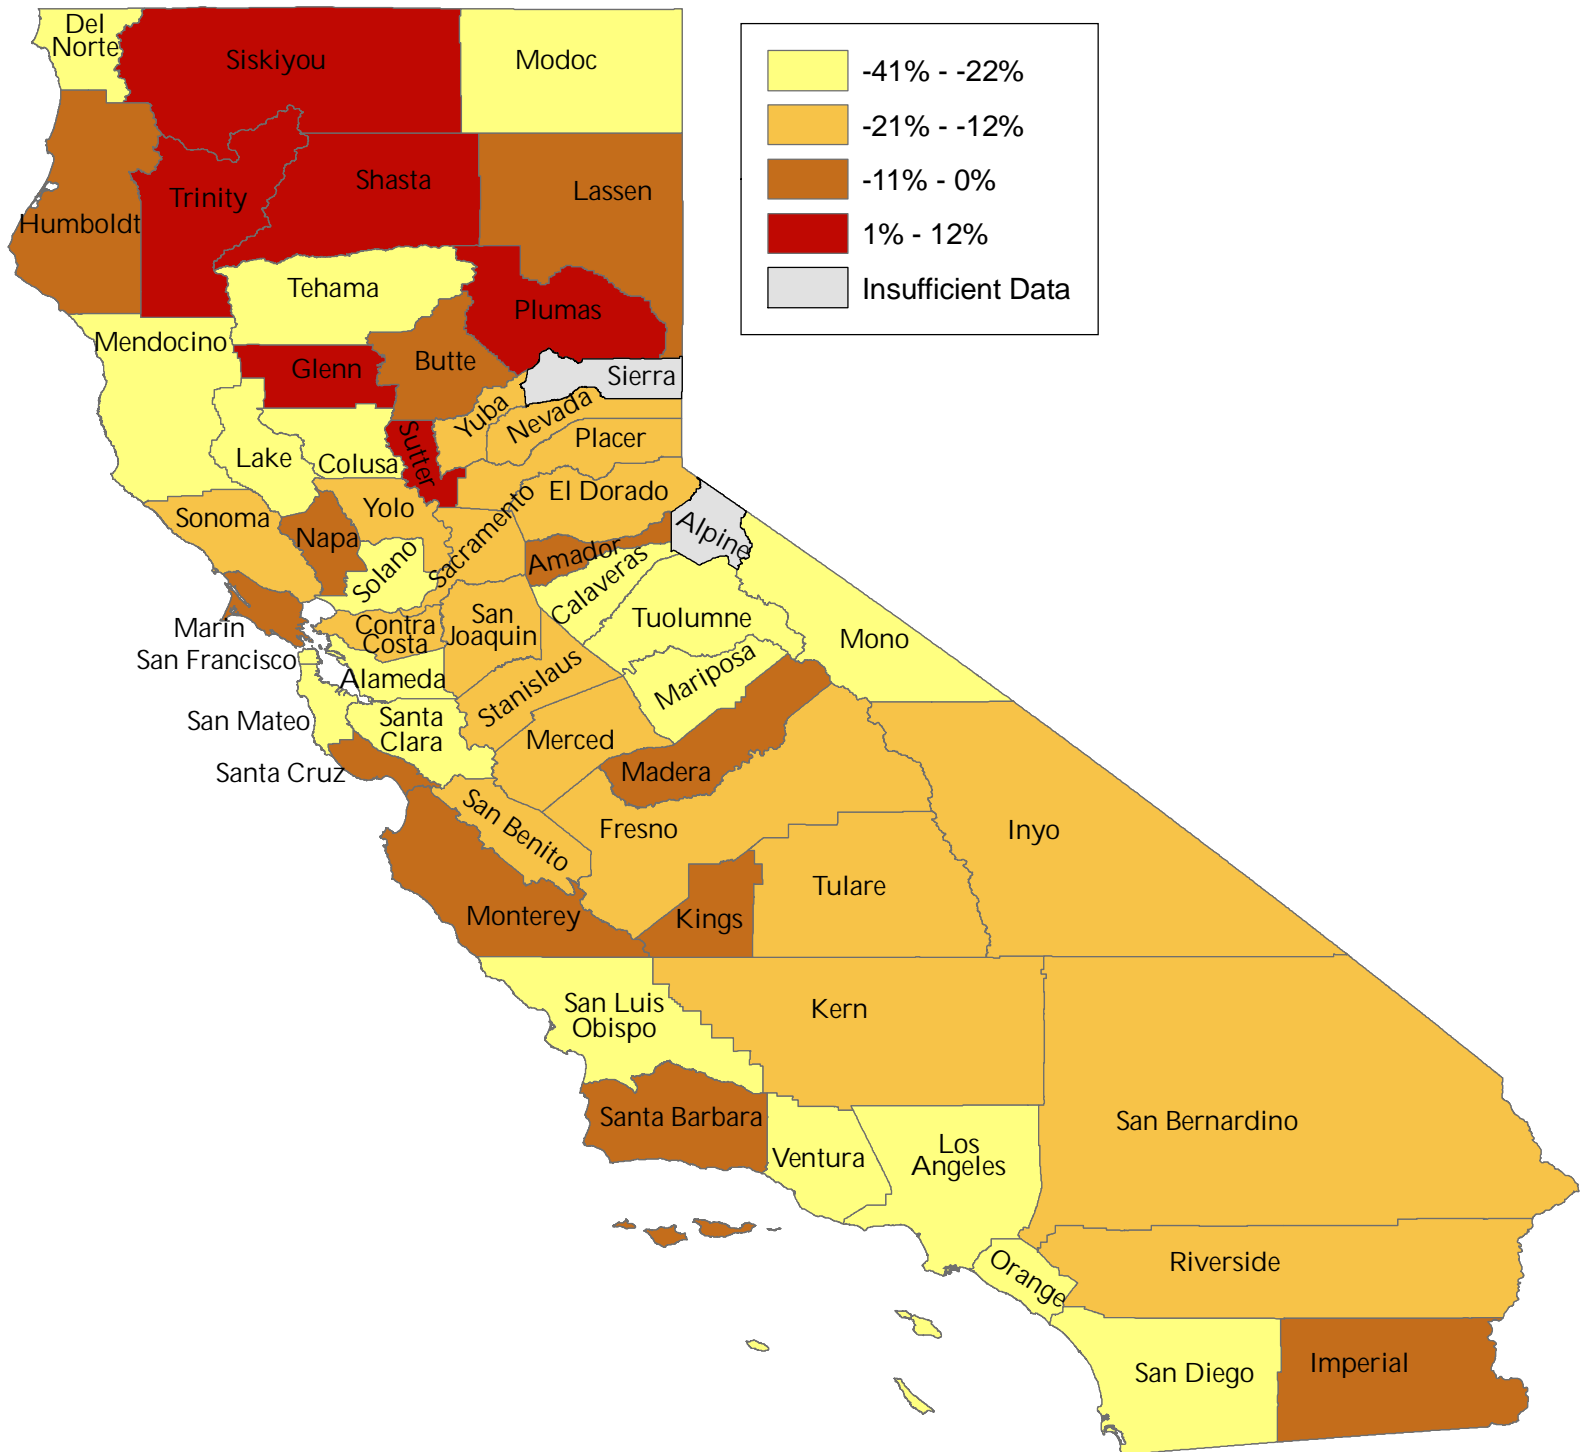 Del
Norte
Siskiyou
Modoc
-41% - -22%
-21% - -12%
-11% - 0%
1% - 12%
Insufficient Data
Humboldt
Trinity
Shasta
Lassen
Tehama
Plumas
Mendocino
Glenn
Butte
Sierra
Lake
Colusa
Sutter
Yuba
Nevada
Placer
Sonoma
Napa
Yolo
Solano
Sacramento
El Dorado
Amador
Alpine
Calaveras
Tuolumne
Mono
Marin
San Francisco
Contra
Costa
San
Joaquin
Alameda
Stanislaus
Mariposa
San Mateo
Santa
Clara
Merced
Madera
Santa Cruz
San Benito
Fresno
Inyo
Monterey
Kings
Tulare
San Luis
Obispo
Kern
Santa Barbara
Ventura
Los
Angeles
San Bernardino
Orange
Riverside
San Diego
Imperial